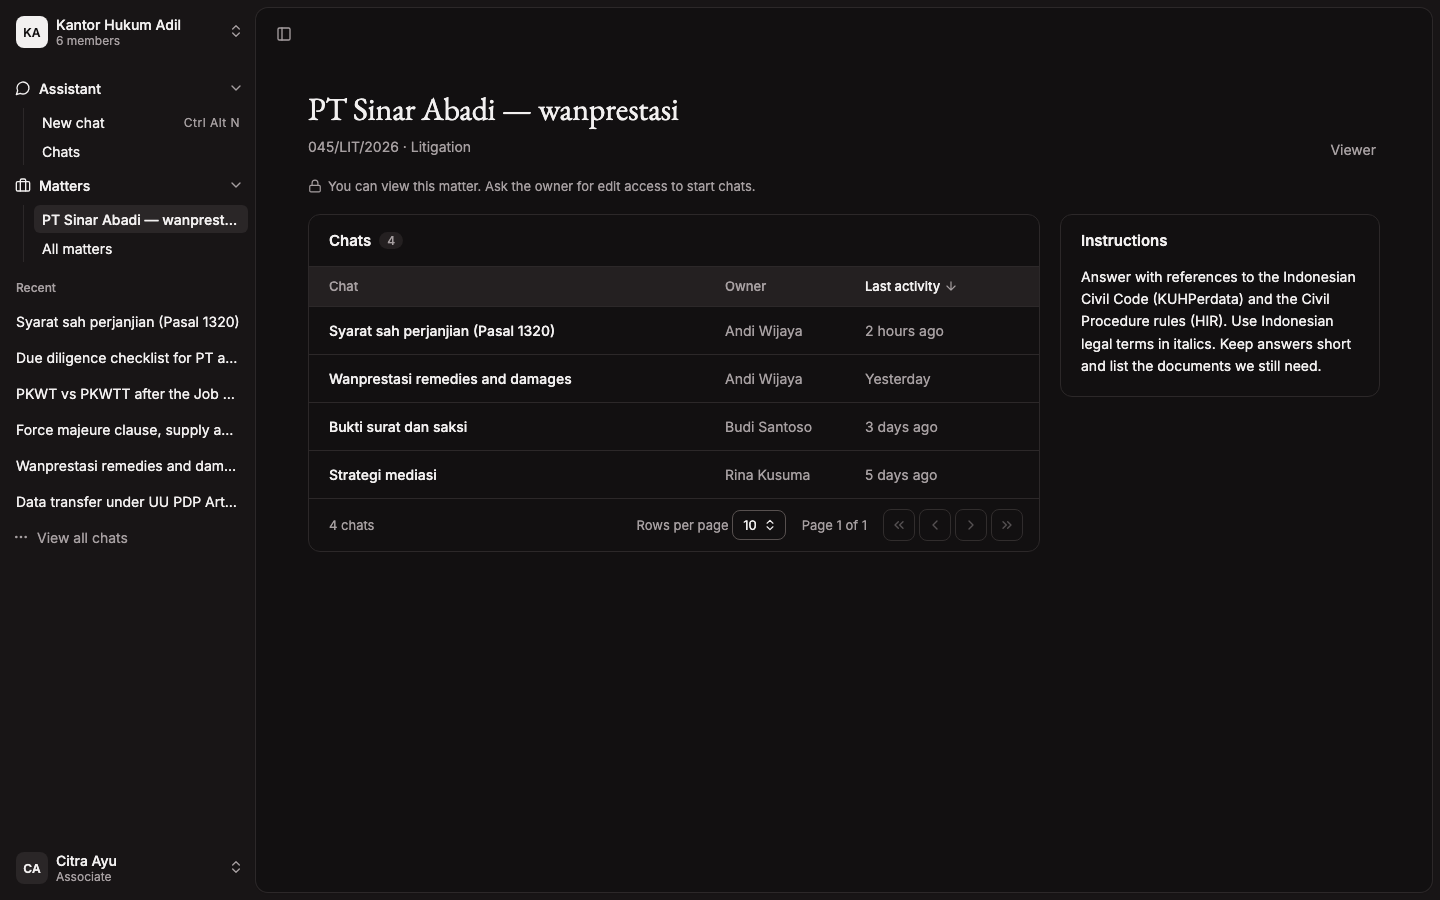 KA
Kantor Hukum Adil
6 members
Assistant
New chat
Ctrl Alt N
Chats
Matters
PT Sinar Abadi — wanprest...
All matters
Recent
Syarat sah perjanjian (Pasal 1320)
Due diligence checklist for PT a...
PKWT vs PKWTT after the Job ...
Force majeure clause, supply a...
Wanprestasi remedies and dam...
Data transfer under UU PDP Art...
View all chats
CA
Citra Ayu
Associate
PT Sinar Abadi — wanprestasi
045/LIT/2026 · Litigation
Viewer
You can view this matter. Ask the owner for edit access to start chats.
Chats 4
Chat Owner Last activity
Syarat sah perjanjian (Pasal 1320) Andi Wijaya 2 hours ago
Wanprestasi remedies and damages Andi Wijaya Yesterday
Bukti surat dan saksi Budi Santoso 3 days ago
Strategi mediasi Rina Kusuma 5 days ago
4 chats Rows per page 10 Page 1 of 1
Instructions
Answer with references to the Indonesian
Civil Code (KUHPerdata) and the Civil
Procedure rules (HIR). Use Indonesian
legal terms in italics. Keep answers short
and list the documents we still need.